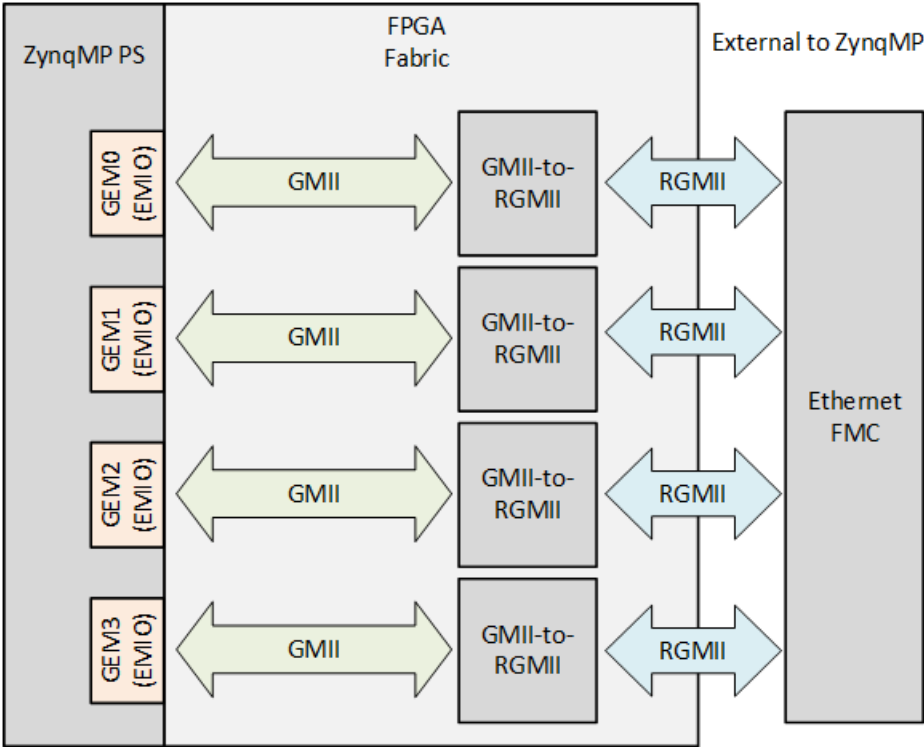 ZynqMP PS
FPGA
Fabric
External to ZynqMP
GEM0
(EMIO)
GMII
GMII-to-
RGMII
RGMII
GEM1
(EMIO)
GMII
GMII-to-
RGMII
RGMII
Ethernet
FMC
GEM2
(EMIO)
GMII
GMII-to-
RGMII
RGMII
GEM3
(EMIO)
GMII
GMII-to-
RGMII
RGMII